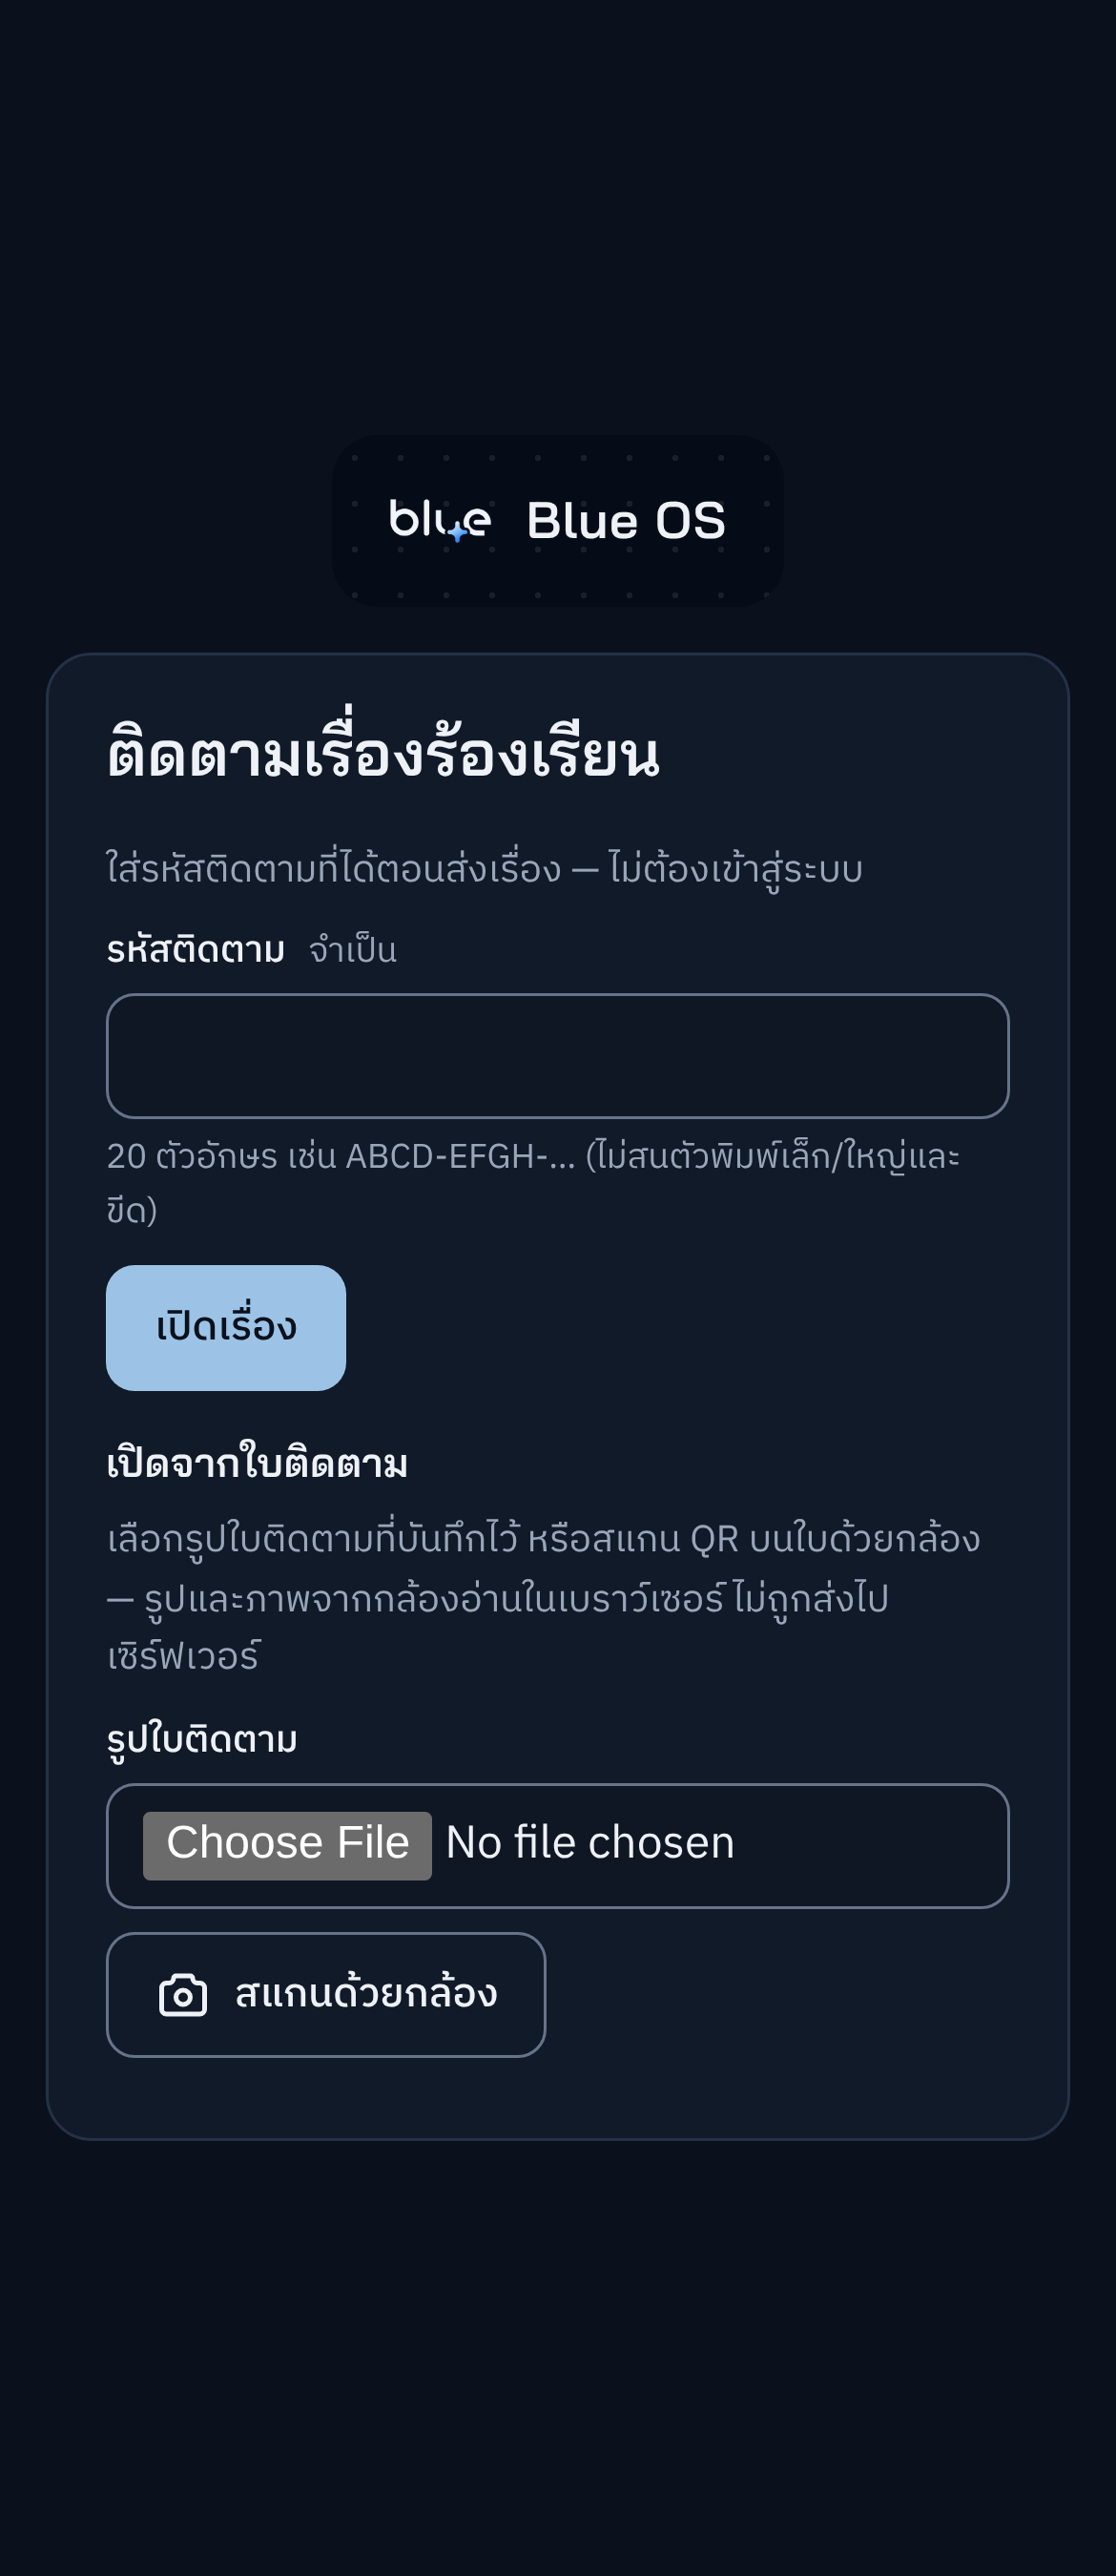 blue Blue OS
ติดตามเรื่องร้องเรียน
ใส่รหัสติดตามที่ได้ตอนส่งเรื่อง — ไม่ต้องเข้าสู่ระบบ
รหัสติดตาม จำเป็น
20 ตัวอักษร เช่น ABCD-EFGH-... (ไม่สนตัวพิมพ์เล็ก/ใหญ่และ
ขีด)
เปิดเรื่อง
เปิดจากใบติดตาม
เลือกรูปใบติดตามที่บันทึกไว้ หรือสแกน QR บนใบด้วยกล้อง
— รูปและภาพจากกล้องอ่านในเบราว์เซอร์ ไม่ถูกส่งไป
เซิร์ฟเวอร์
รูปใบติดตาม
Choose File No file chosen
สแกนด้วยกล้อง